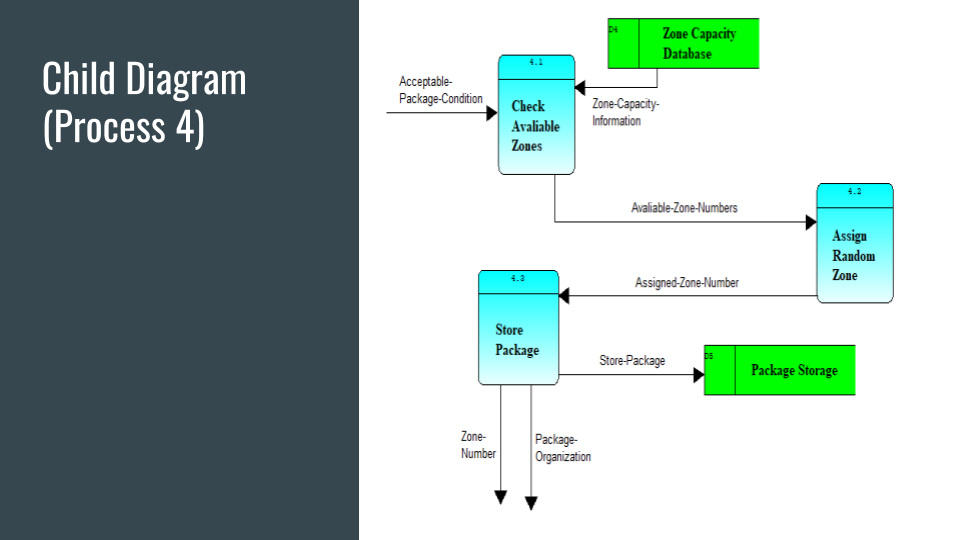 Child Diagram
(Process 4)
D4
Zone Capacity
Database
4.1
Check
Avaliable
Zones
Acceptable-
Package-Condition
Zone-Capacity-
Information
Avaliable-Zone-Numbers
4.2
Assign
Random
Zone
Assigned-Zone-Number
4.3
Store
Package
Store-Package
D5
Package Storage
Zone-
Number
Package-
Organization